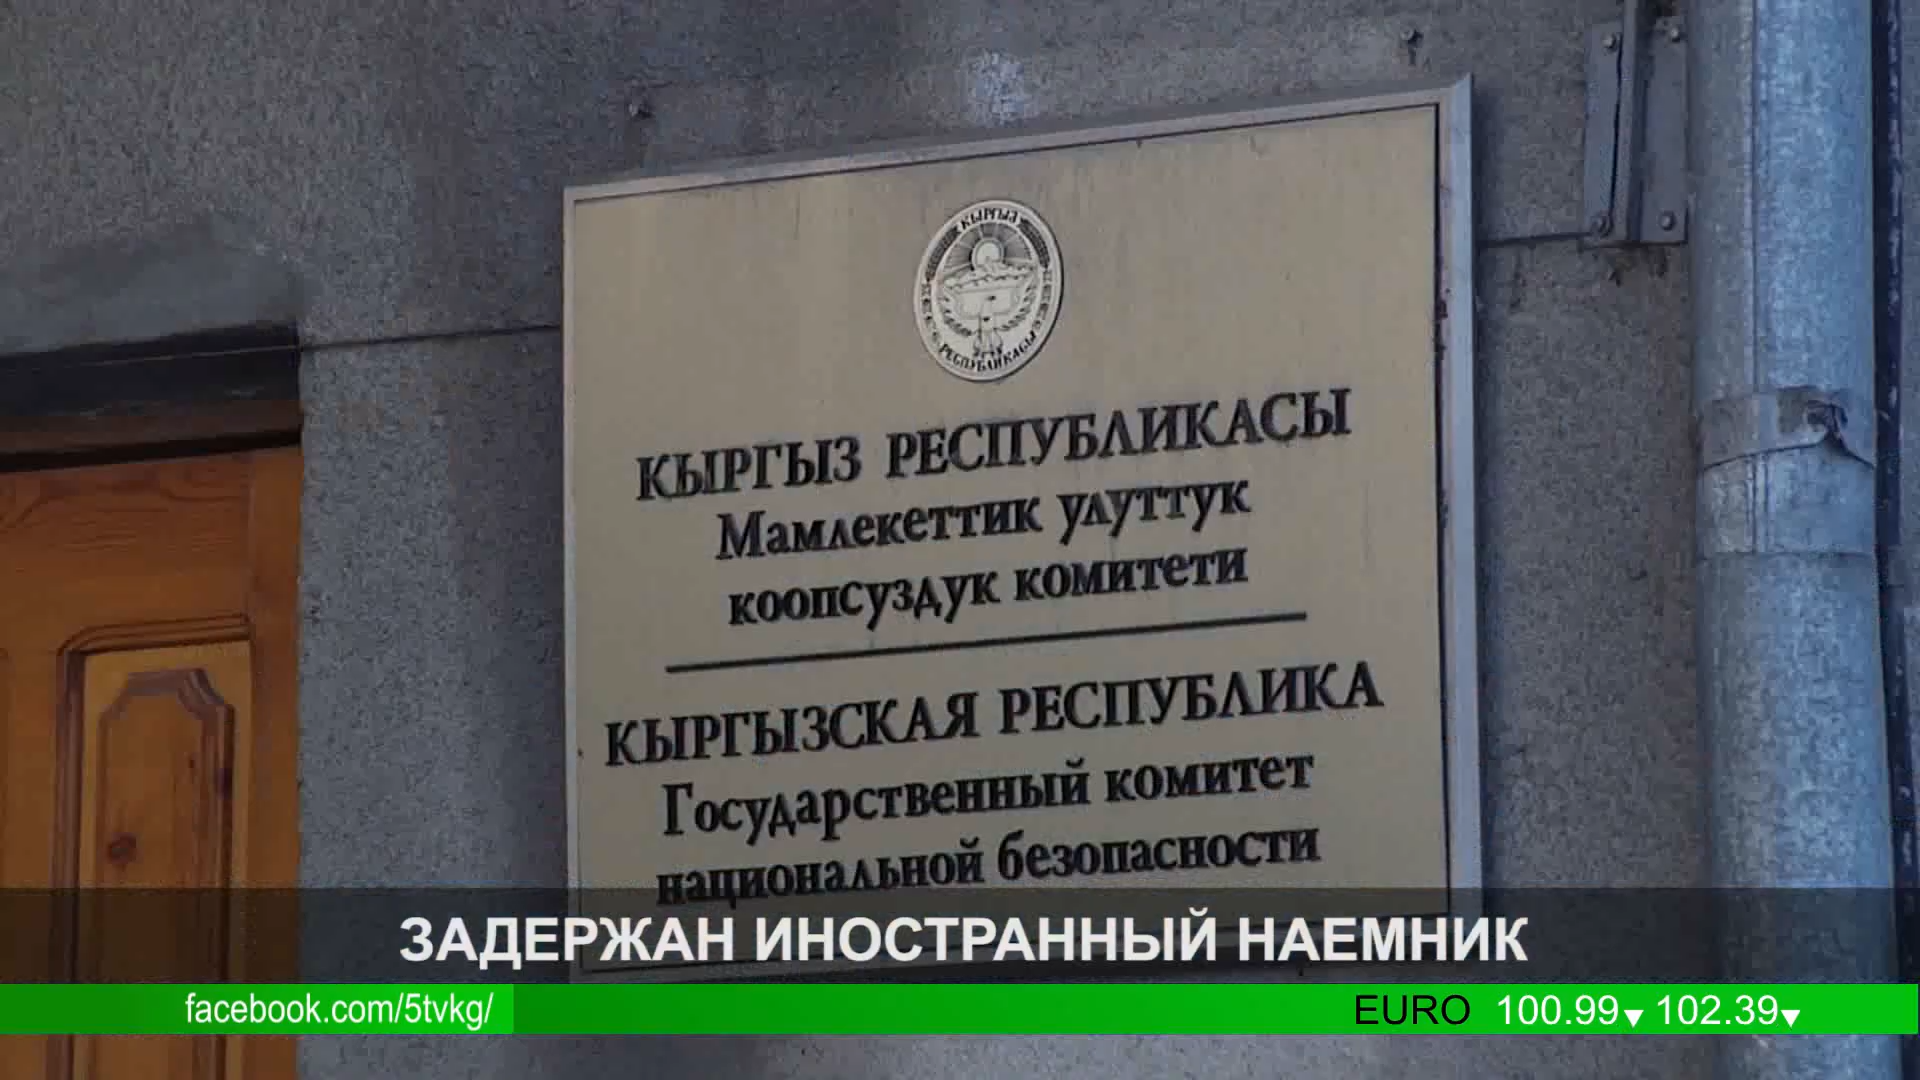 КЫРГЫЗ
РЕСПУБЛИКАСЫ
КЫРГЫЗ РЕСПУБЛИКАСЫ
Мамлекеттик улуттук
коопсуздук комитети
КЫРГЫЗСКАЯ РЕСПУБЛИКА
Государственный комитет
национальной безопасности
ЗАДЕРЖАН ИНОСТРАННЫЙ НАЕМНИК
facebook.com/5tvkg/
EURO 100.99▼ 102.39▼